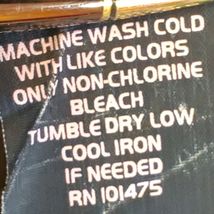 MACHINE WASH COLD
WITH LIKE COLORS
ONLY NON-CHLORINE
BLEACH
TUMBLE DRY LOW
COOL IRON
IF NEEDED
RN 101475